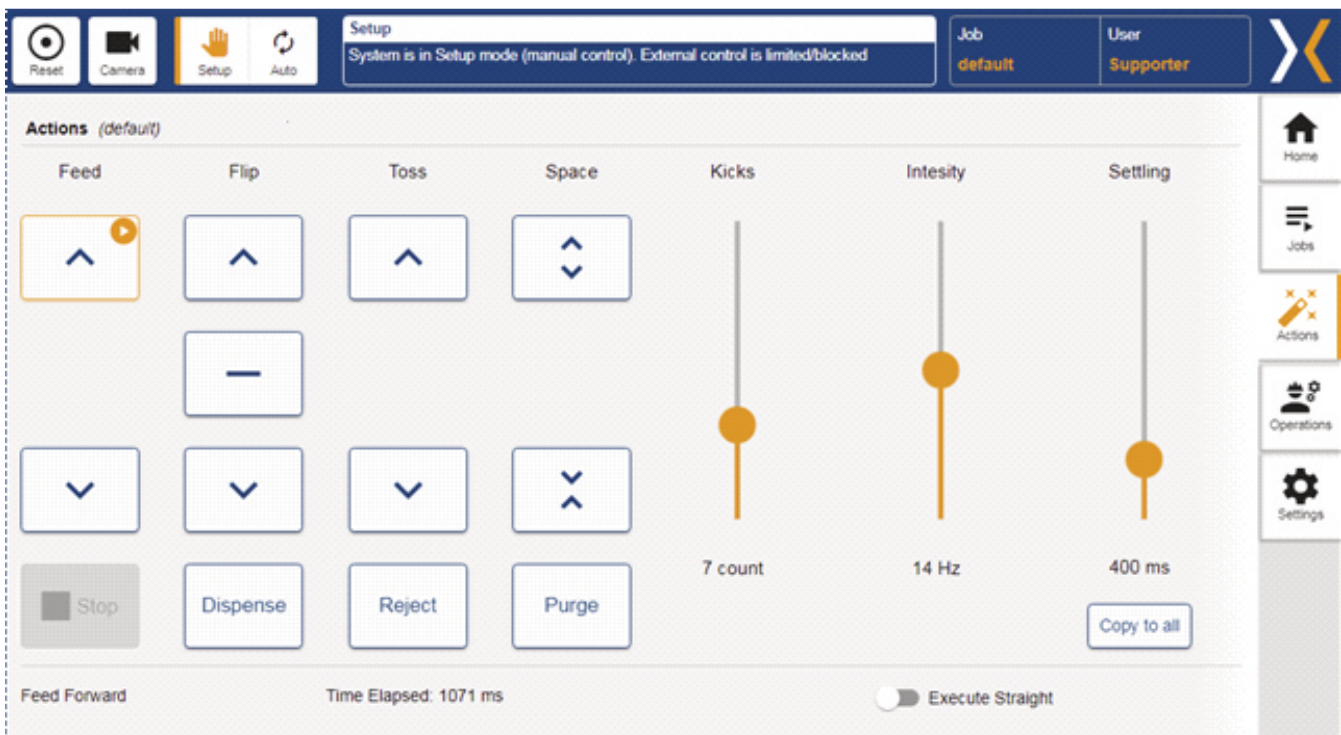 Reset
Camera
Setup
Auto
Setup
System is in Setup mode (manual control). External control is limited/blocked
Job
default
User
Supporter
Actions (default)
Feed
Flip
Toss
Space
Kicks
Intesity
Settling
7 count
14 Hz
400 ms
Stop
Dispense
Reject
Purge
Copy to all
Feed Forward
Time Elapsed: 1071 ms
Execute Straight
Home
Jobs
Actions
Operations
Settings